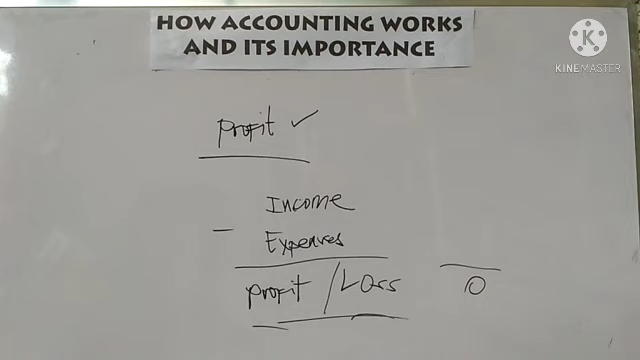 HOW ACCOUNTING WORKS
AND ITS IMPORTANCE
K
KINEMASTER
Profit ✓
Income
- Expenses
Profit / Loss 0